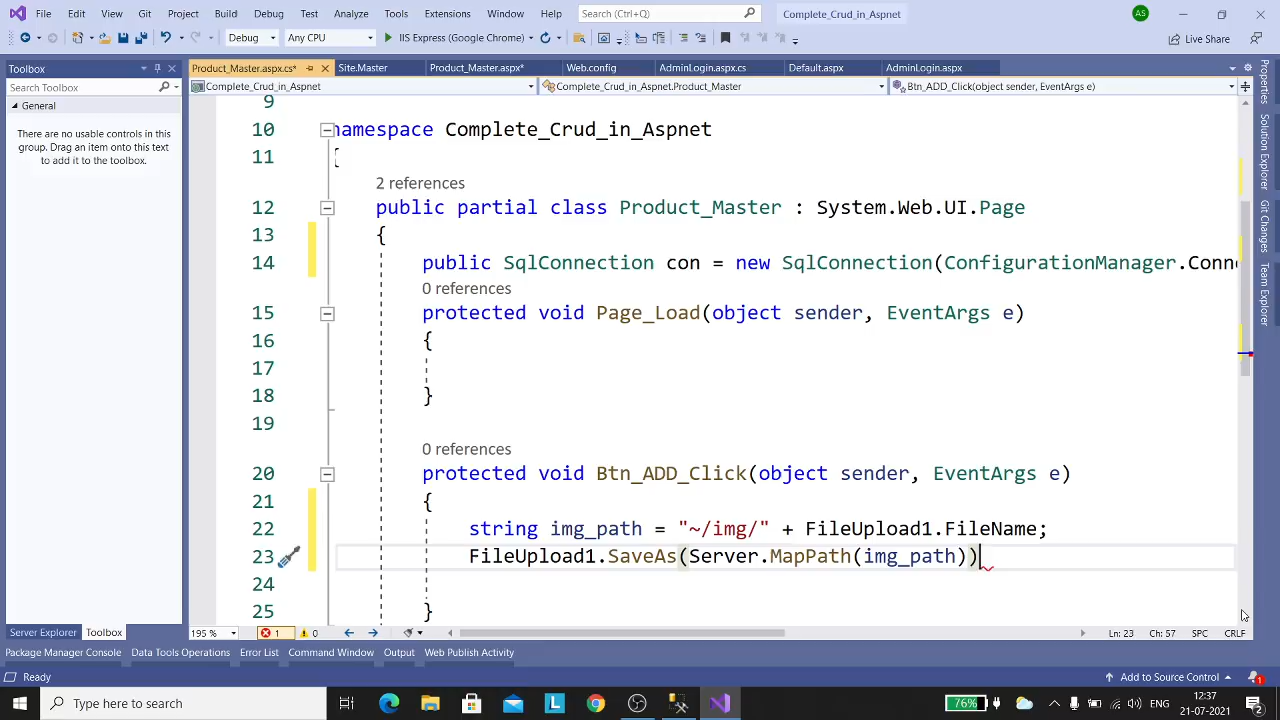 File Edit View Git Project Build Debug Test Analyze Tools Extensions Window Help Search (Ctrl+Q) Complete_Crud_in_Aspnet AS
Debug Any CPU IIS Express (Google Chrome) Live Share
Toolbox Product_Master.aspx.cs* Site.Master Product_Master.aspx* Web.config AdminLogin.aspx.cs Default.aspx AdminLogin.aspx
Search Toolbox Complete_Crud_in_Aspnet Complete_Crud_in_Aspnet.Product_Master Btn_ADD_Click(object sender, EventArgs e)
General
There are no usable controls in this
group. Drag an item onto this text
to add it to the toolbox.
9
10 namespace Complete_Crud_in_Aspnet
11 {
2 references
12 public partial class Product_Master : System.Web.UI.Page
13 {
14 public SqlConnection con = new SqlConnection(ConfigurationManager.Conne
0 references
15 protected void Page_Load(object sender, EventArgs e)
16 {
17
18 }
19
0 references
20 protected void Btn_ADD_Click(object sender, EventArgs e)
21 {
22 string img_path = "~/img/" + FileUpload1.FileName;
23 FileUpload1.SaveAs(Server.MapPath(img_path))
24
25 }
Properties
Solution Explorer
Git Changes
Team Explorer
Server Explorer Toolbox 195 % 1 0 Ln: 23 Ch: 57 SPC CRLF
Package Manager Console Data Tools Operations Error List Command Window Output Web Publish Activity
Ready Add to Source Control 1
Type here to search L 76% ENG 12:37
21-07-2021 2